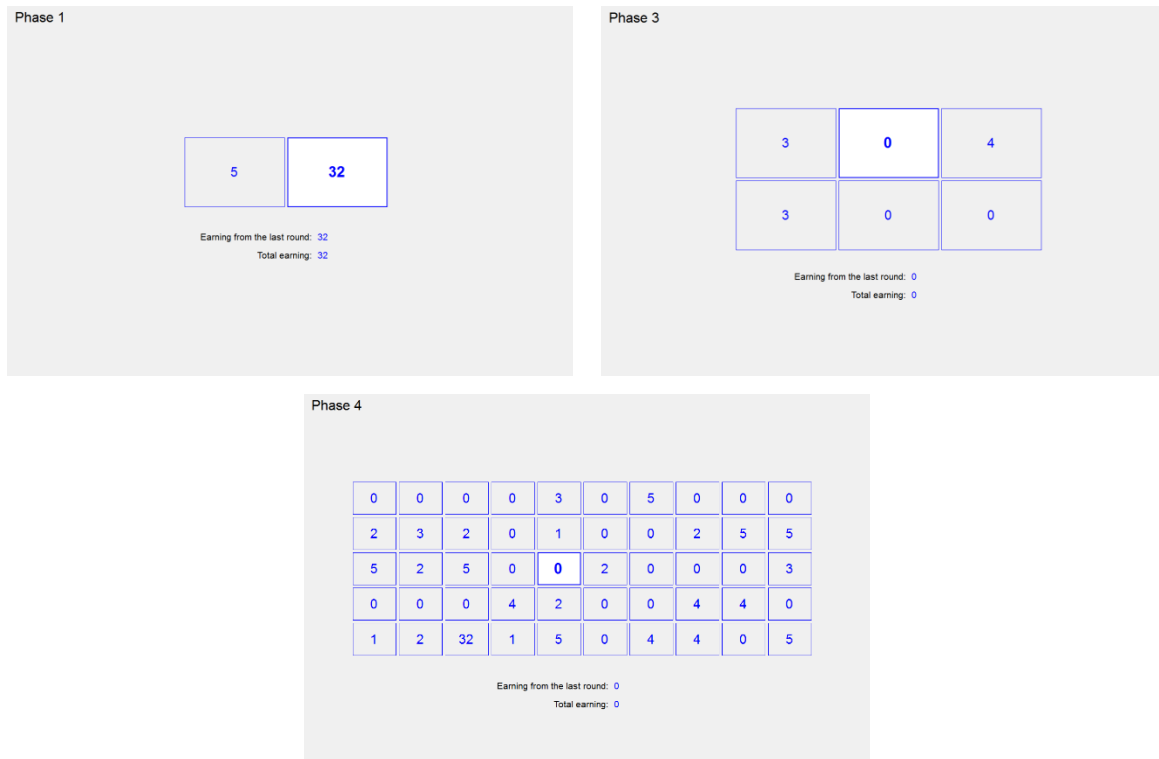 Phase 1
5 32
Earning from the last round: 32
Total earning: 32
Phase 3
3 0 4
3 0 0
Earning from the last round: 0
Total earning: 0
Phase 4
0 0 0 0 3 0 5 0 0 0
2 3 2 0 1 0 0 2 5 5
5 2 5 0 0 2 0 0 0 3
0 0 0 4 2 0 0 4 4 0
1 2 32 1 5 0 4 4 0 5
Earning from the last round: 0
Total earning: 0